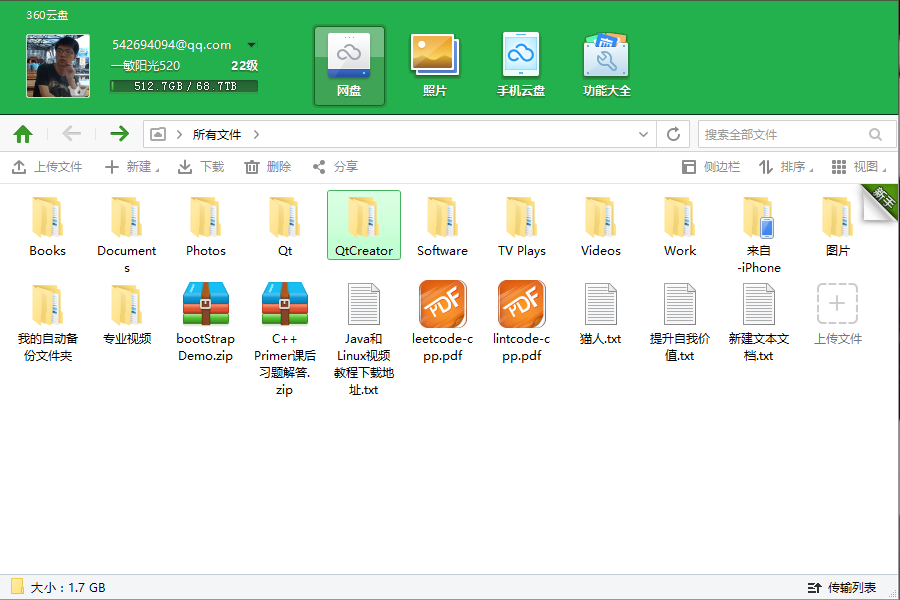 360云盘
542694094@qq.com
一敏阳光520 22级
512.7GB / 68.7TB
网盘 照片 手机云盘 功能大全
所有文件
搜索全部文件
上传文件 新建 下载 删除 分享 侧边栏 排序 视图
新手
Books Document Photos Qt QtCreator Software TV Plays Videos Work 来自 图片
s -iPhone
我的自动备 专业视频 bootStrap C++ Java和 leetcode-c lintcode-c 猫人.txt 提升自我价 新建文本文 上传文件
份文件夹 Demo.zip Primer课后 Linux视频 pp.pdf pp.pdf 值.txt 档.txt
习题解答. 教程下载地
zip 址.txt
PDF PDF
大小：1.7 GB 传输列表